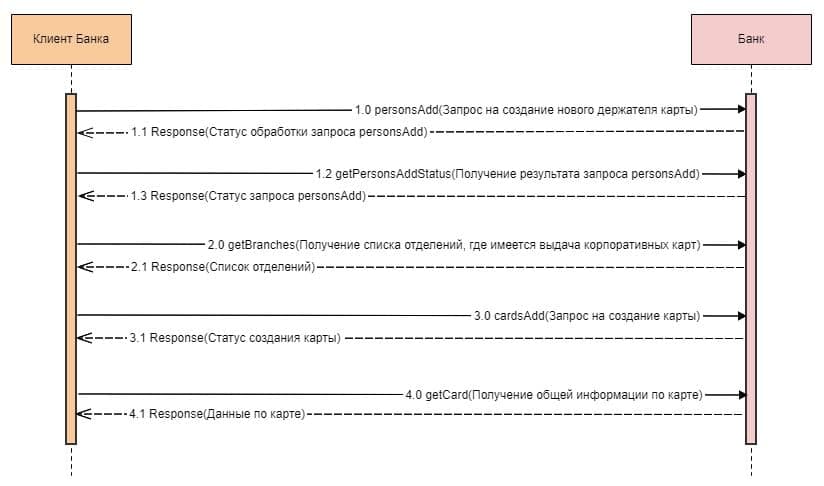 Клиент Банка
Банк
1.0 personsAdd(Запрос на создание нового держателя карты)
1.1 Response(Статус обработки запроса personsAdd)
1.2 getPersonsAddStatus(Получение результата запроса personsAdd)
1.3 Response(Статус запроса personsAdd)
2.0 getBranches(Получение списка отделений, где имеется выдача корпоративных карт)
2.1 Response(Список отделений)
3.0 cardsAdd(Запрос на создание карты)
3.1 Response(Статус создания карты)
4.0 getCard(Получение общей информации по карте)
4.1 Response(Данные по карте)